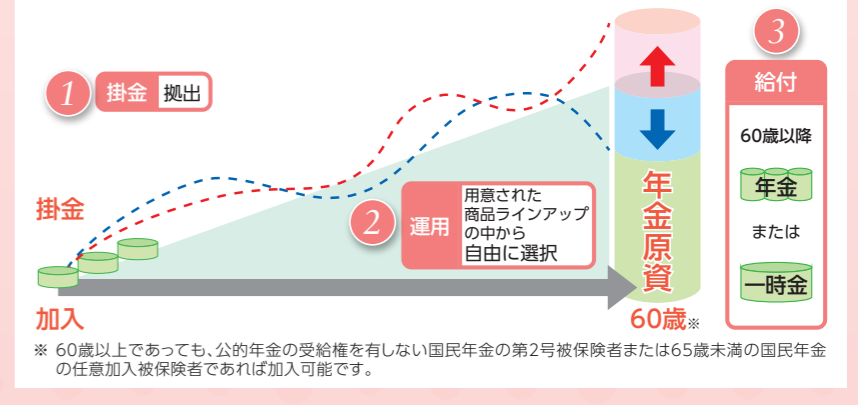 1
掛金 拠出
掛金
2
運用
用意された
商品ラインアップ
の中から
自由に選択
加入
年金原資
60歳※
3
給付
60歳以降
年金
または
一時金
※ 60歳以上であっても、公的年金の受給権を有しない国民年金の第2号被保険者または65歳未満の国民年金
の任意加入被保険者であれば加入可能です。